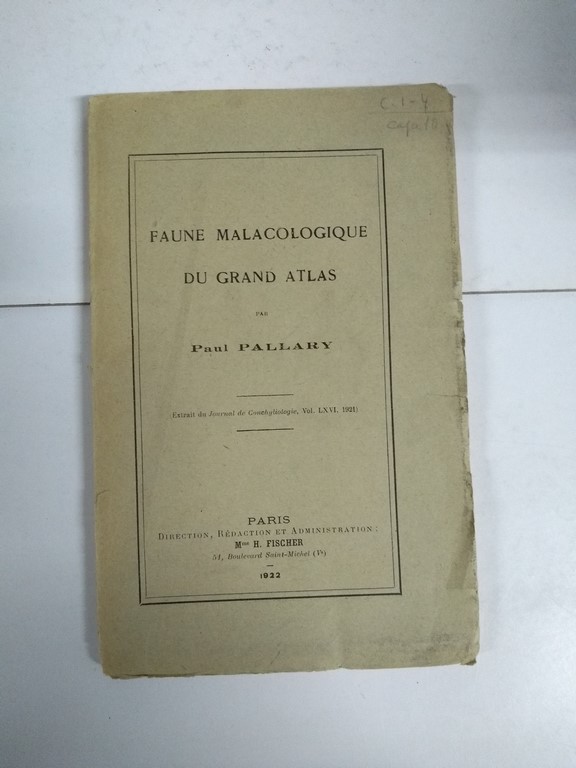 C. 1-4
FAUNE MALACOLOGIQUE
DU GRAND ATLAS
PAR
Paul PALLARY
(Extrait du Journal de Conchyliologie, Vol. LXVI, 1921)
PARIS
DIRECTION, RÉDACTION ET ADMINISTRATION :
Mme H. FISCHER
51, Boulevard Saint-Michel (Ve)
1922